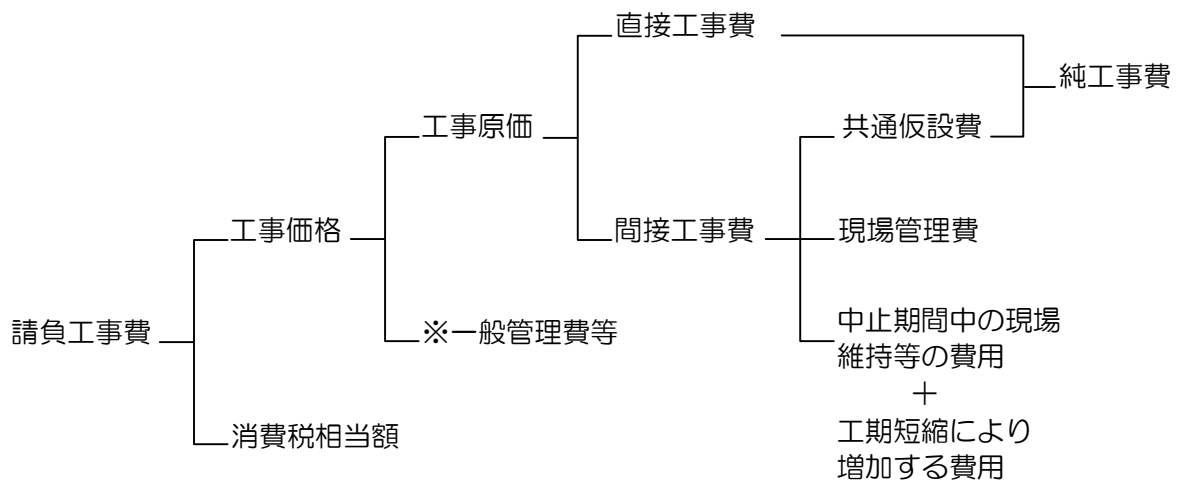 直接工事費
純工事費
工事原価
共通仮設費
工事価格
間接工事費
現場管理費
請負工事費
※一般管理費等
中止期間中の現場
維持等の費用
＋
消費税相当額
工期短縮により
増加する費用